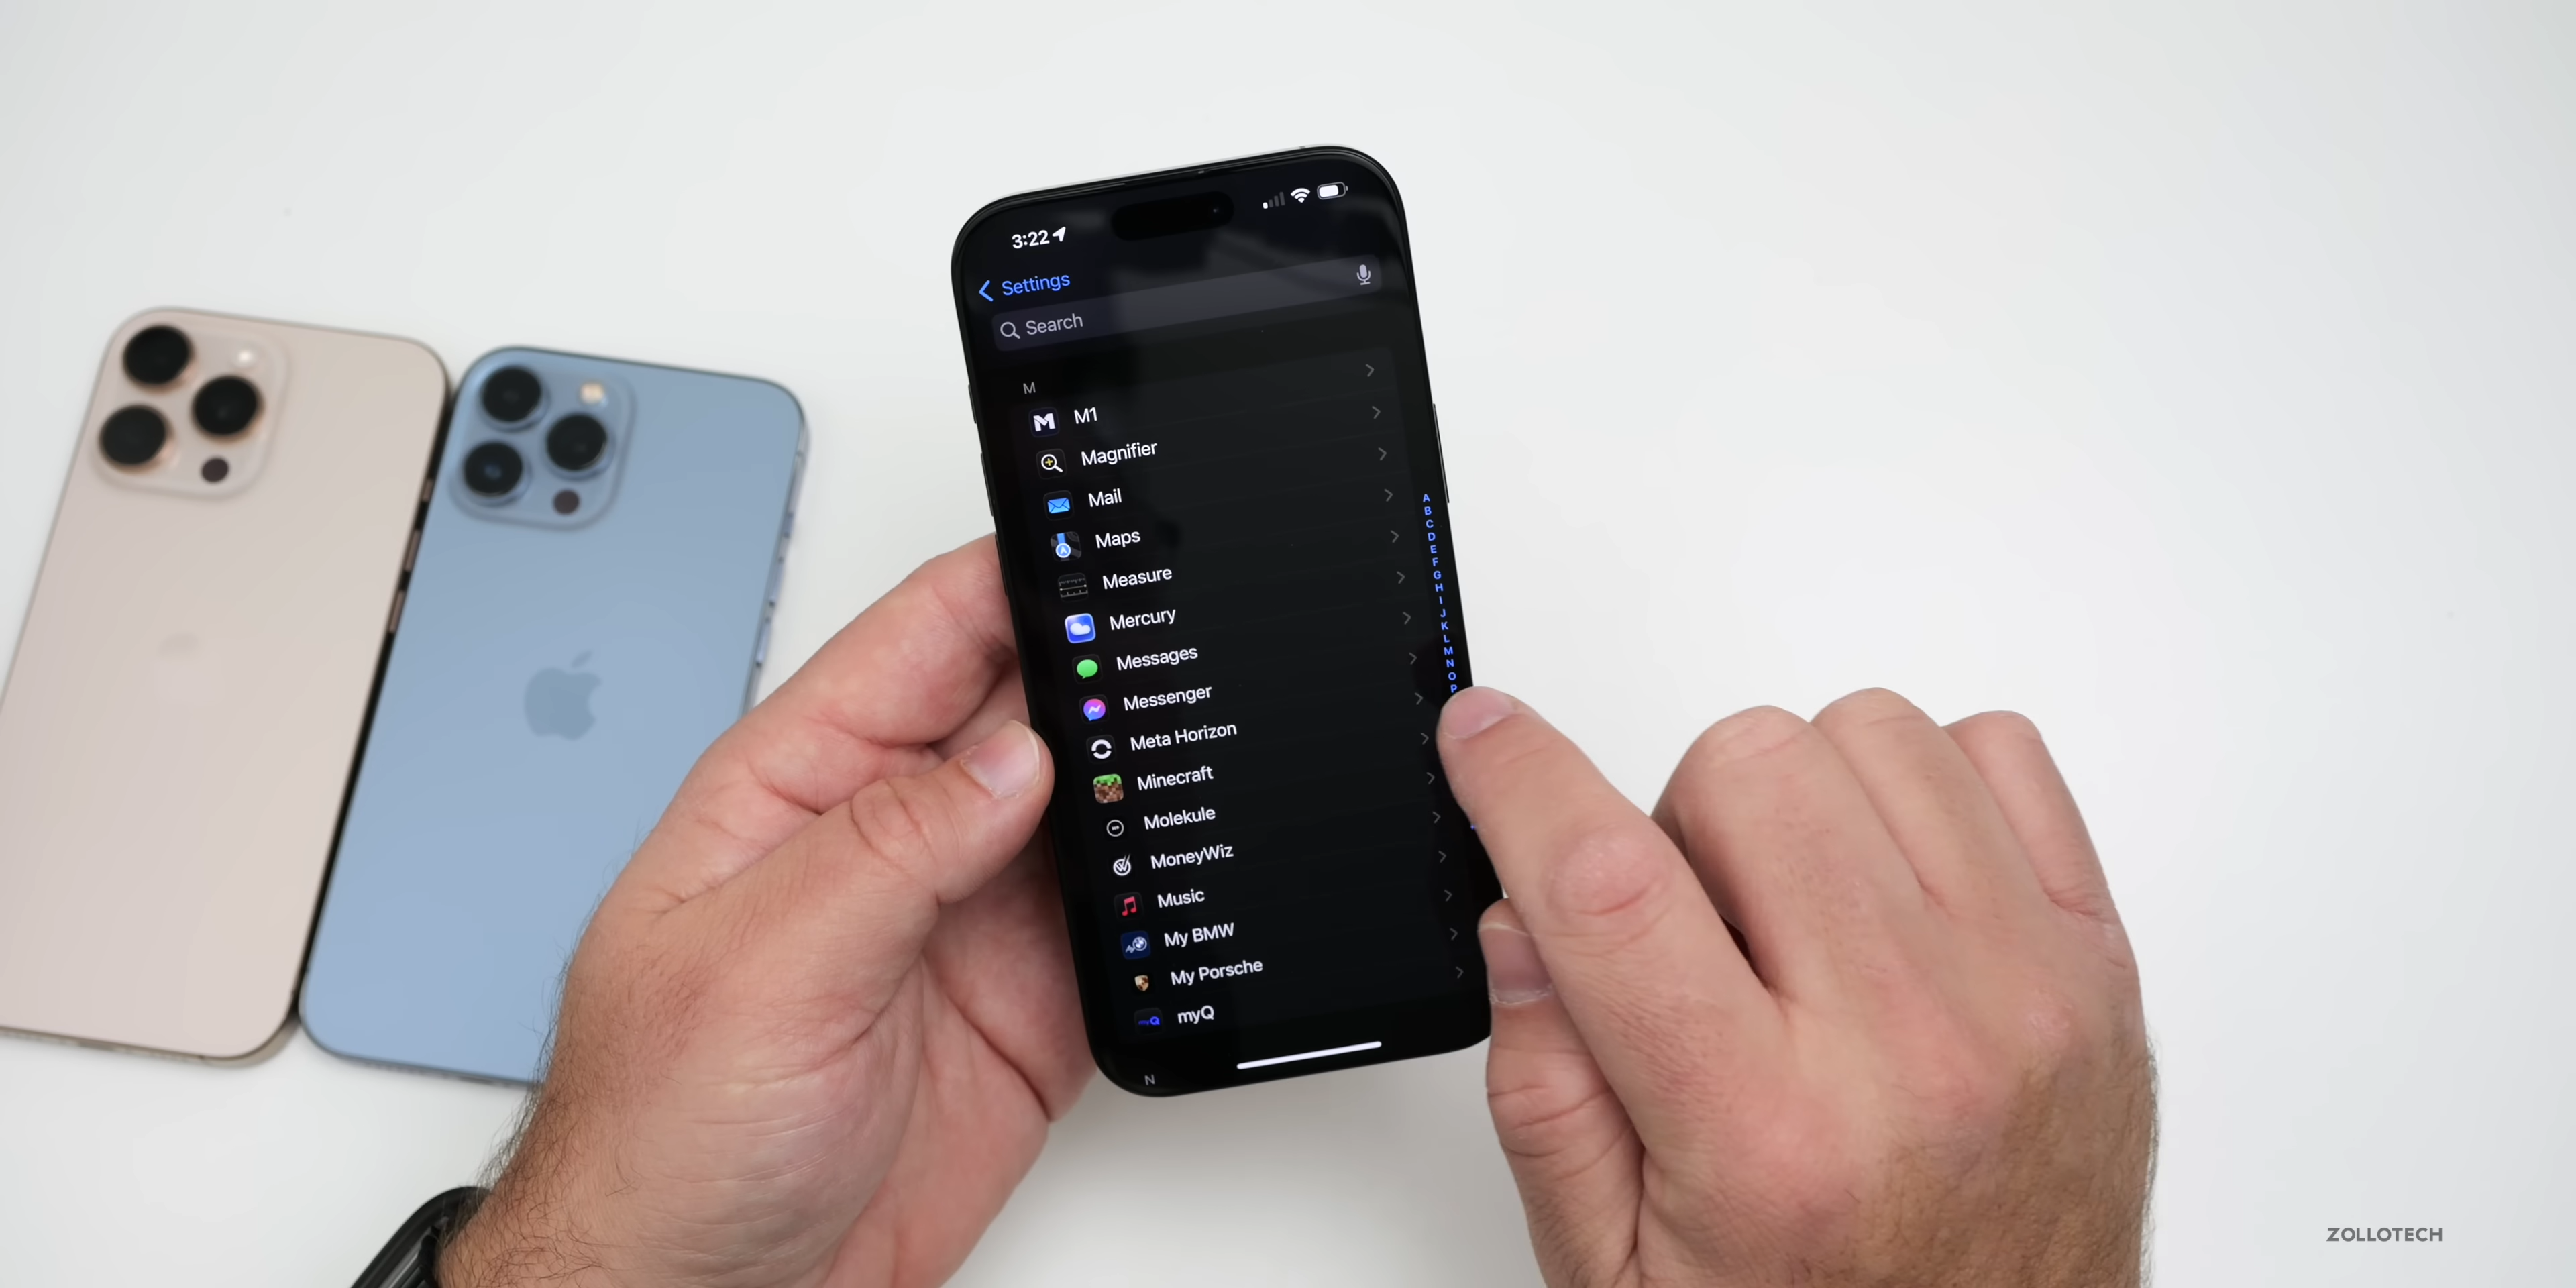 3:22
Settings
Search
M
M1
Magnifier
Mail
Maps
Measure
Mercury
Messages
Messenger
Meta Horizon
Minecraft
Molekule
MoneyWiz
Music
My BMW
My Porsche
myQ myQ
N
A
B
C
D
E
F
G
H
I
J
K
L
M
N
O
P
ZOLLOTECH